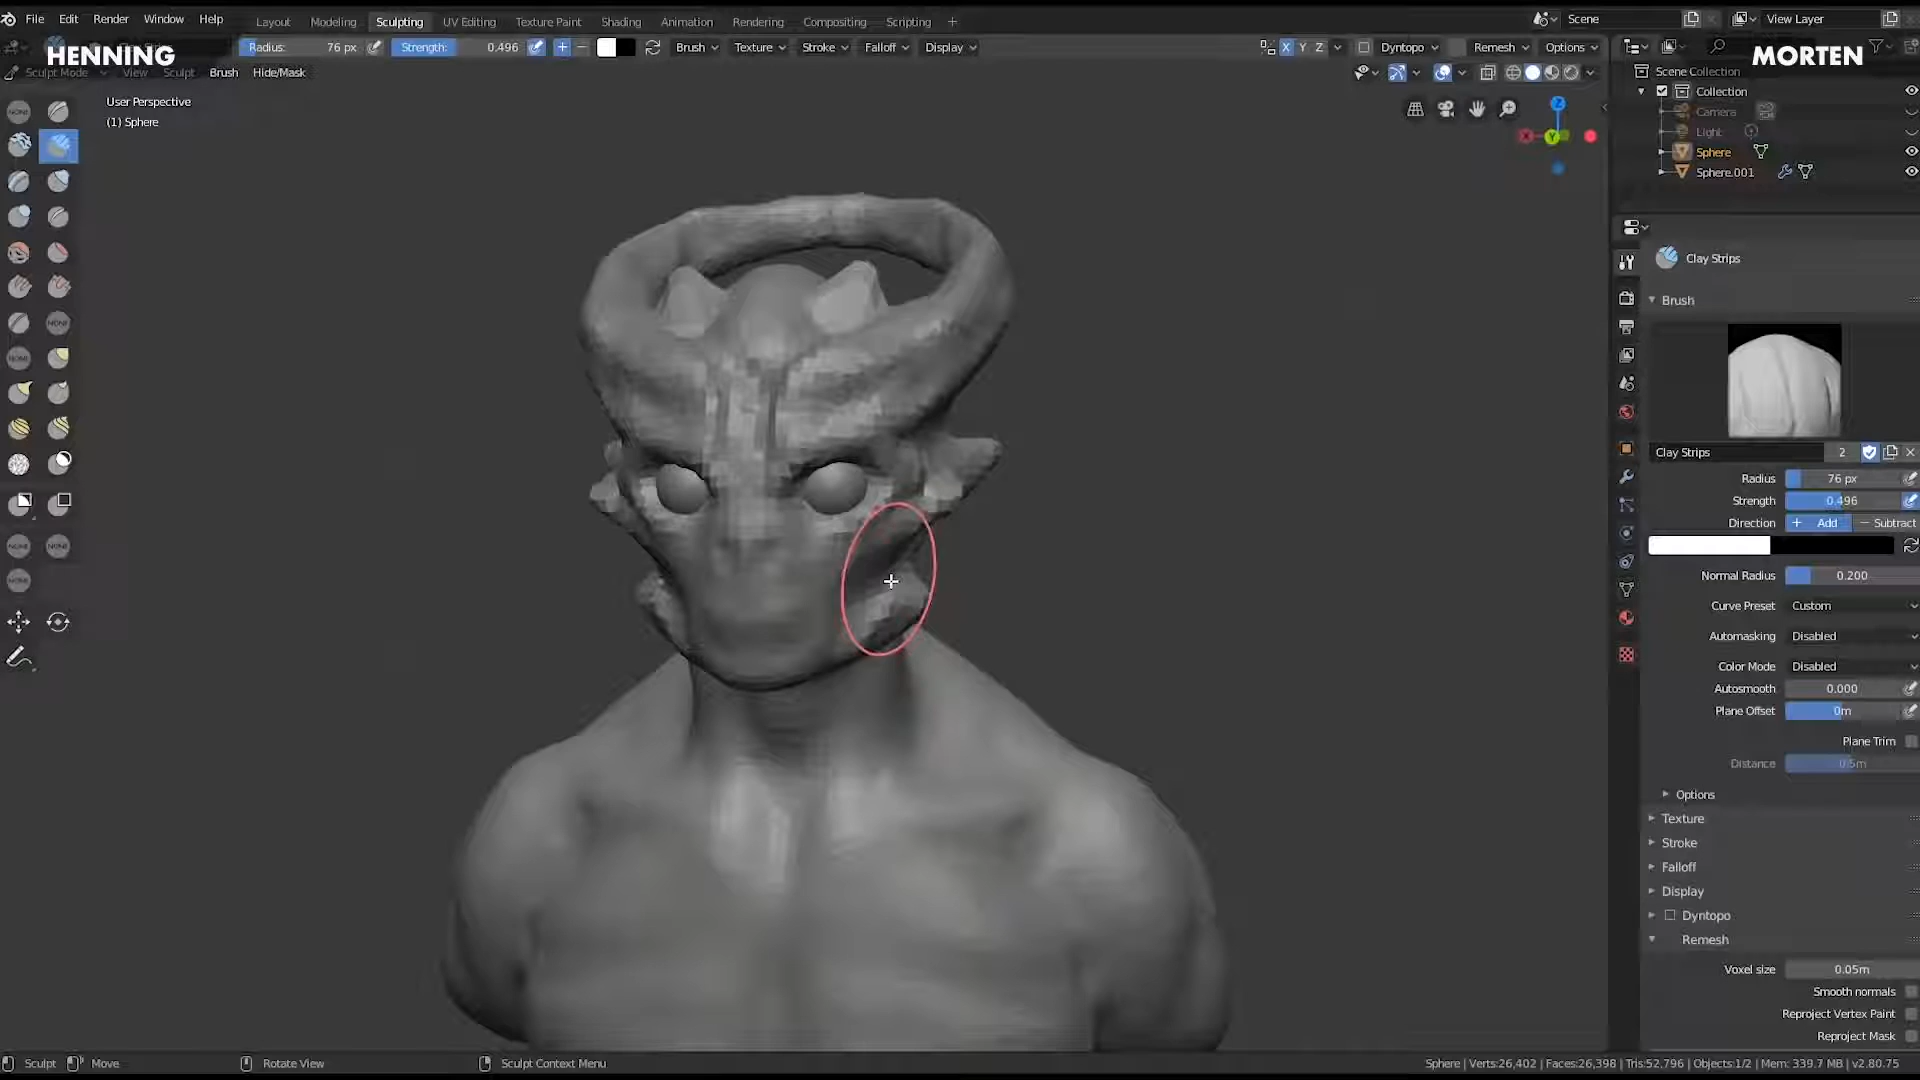 File Edit Render Window Help Layout Modeling Sculpting UV Editing Texture Paint Shading Animation Rendering Compositing Scripting + Scene View Layer
HENNING Radius: 76 px Strength: 0.496 + − Brush Texture Stroke Falloff Display X Y Z Dyntopo Remesh Options MORTEN
Sculpt Mode View Sculpt Brush Hide/Mask
Scene Collection
Collection
Camera
Light
Sphere
Sphere.001
User Perspective
(1) Sphere
Z
X Y
NONE
NONE
NONE
NONE NONE
NONE
Clay Strips
Brush
Clay Strips 2
Radius 76 px
Strength 0.496
Direction + Add − Subtract
Normal Radius 0.200
Curve Preset Custom
Automasking Disabled
Color Mode Disabled
Autosmooth 0.000
Plane Offset 0m
Plane Trim
Distance 0.5m
Options
Texture
Stroke
Falloff
Display
Dyntopo
Remesh
Voxel size 0.05m
Smooth normals
Reproject Vertex Paint
Reproject Mask
Sculpt Move Rotate View Sculpt Context Menu Sphere | Verts:26,402 | Faces:26,398 | Tris:52,796 | Objects:1/2 | Mem: 339.7 MB | v2.80.75